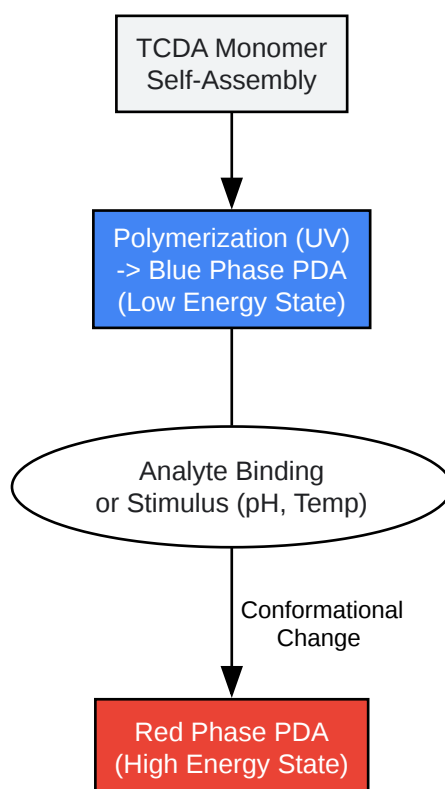 TCDA Monomer
Self-Assembly
Polymerization (UV)
-> Blue Phase PDA
(Low Energy State)
Analyte Binding
or Stimulus (pH, Temp)
Conformational
Change
Red Phase PDA
(High Energy State)